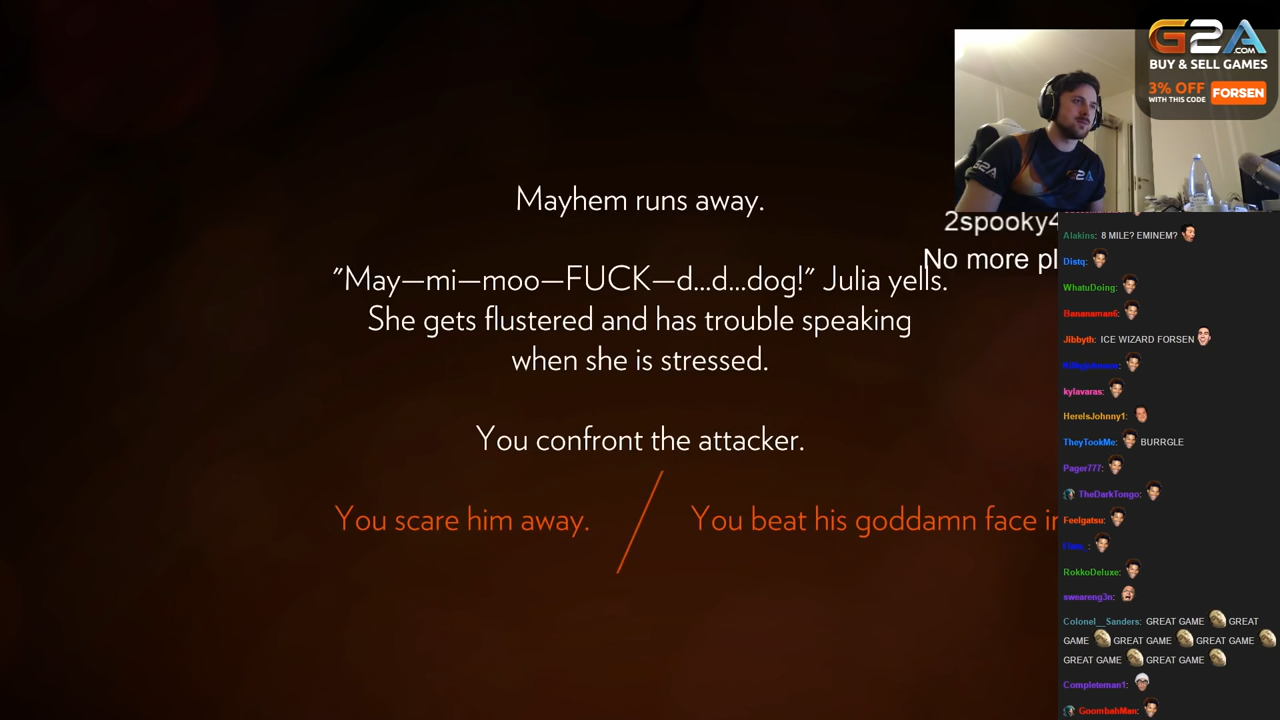 G2A
.COM
BUY & SELL GAMES
3% OFF
WITH THIS CODE
FORSEN
G2A
G2A
Mayhem runs away.
"May—mi—moo—FUCK—d...d...dog!" Julia yells.
She gets flustered and has trouble speaking
when she is stressed.
You confront the attacker.
You scare him away.
You beat his goddamn face in
2spooky4
No more pl
Alakins: 8 MILE? EMINEM?
Distq:
WhatuDoing:
Bananaman6:
Jibbyth: ICE WIZARD FORSEN
kylavaras:
HereIsJohnny1:
TheyTookMe: BURRGLE
Pager777:
TheDarkTongo:
Feelgatsu:
RokkoDeluxe:
sweareng3n:
Colonel__Sanders: GREAT GAME GREAT
GAME GREAT GAME GREAT GAME
GREAT GAME GREAT GAME
Completeman1:
GoombahMan: